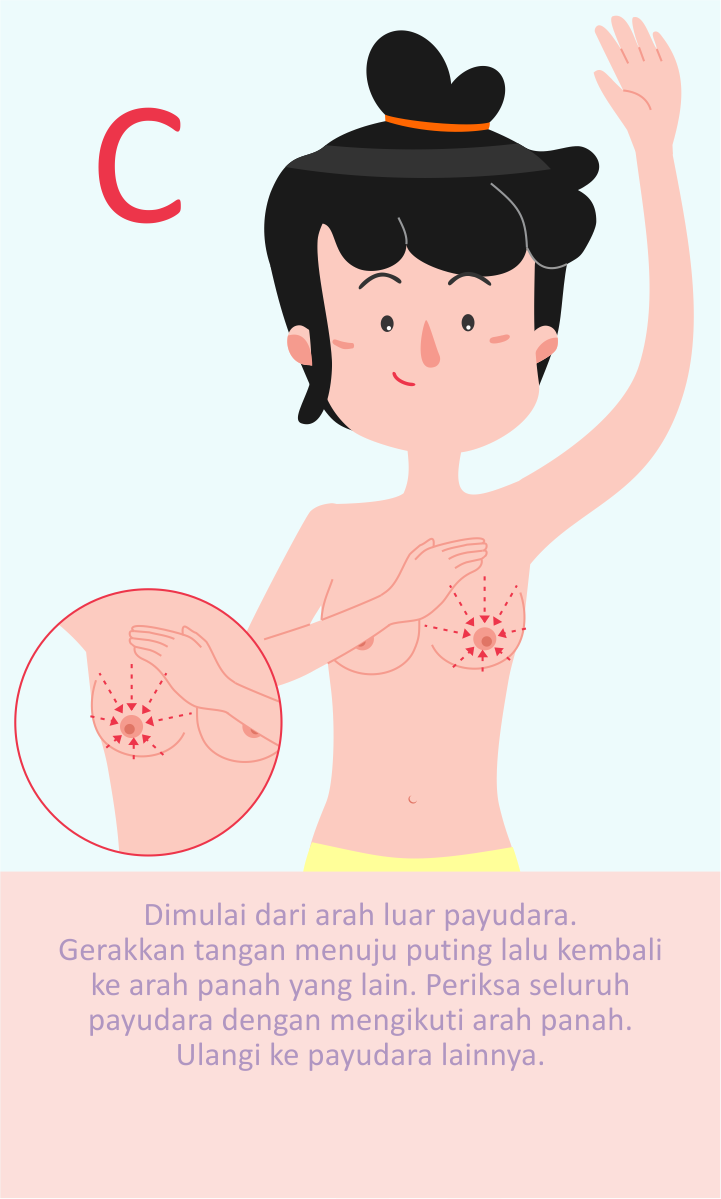 C
Dimulai dari arah luar payudara.
Gerakkan tangan menuju puting lalu kembali
ke arah panah yang lain. Periksa seluruh
payudara dengan mengikuti arah panah.
Ulangi ke payudara lainnya.